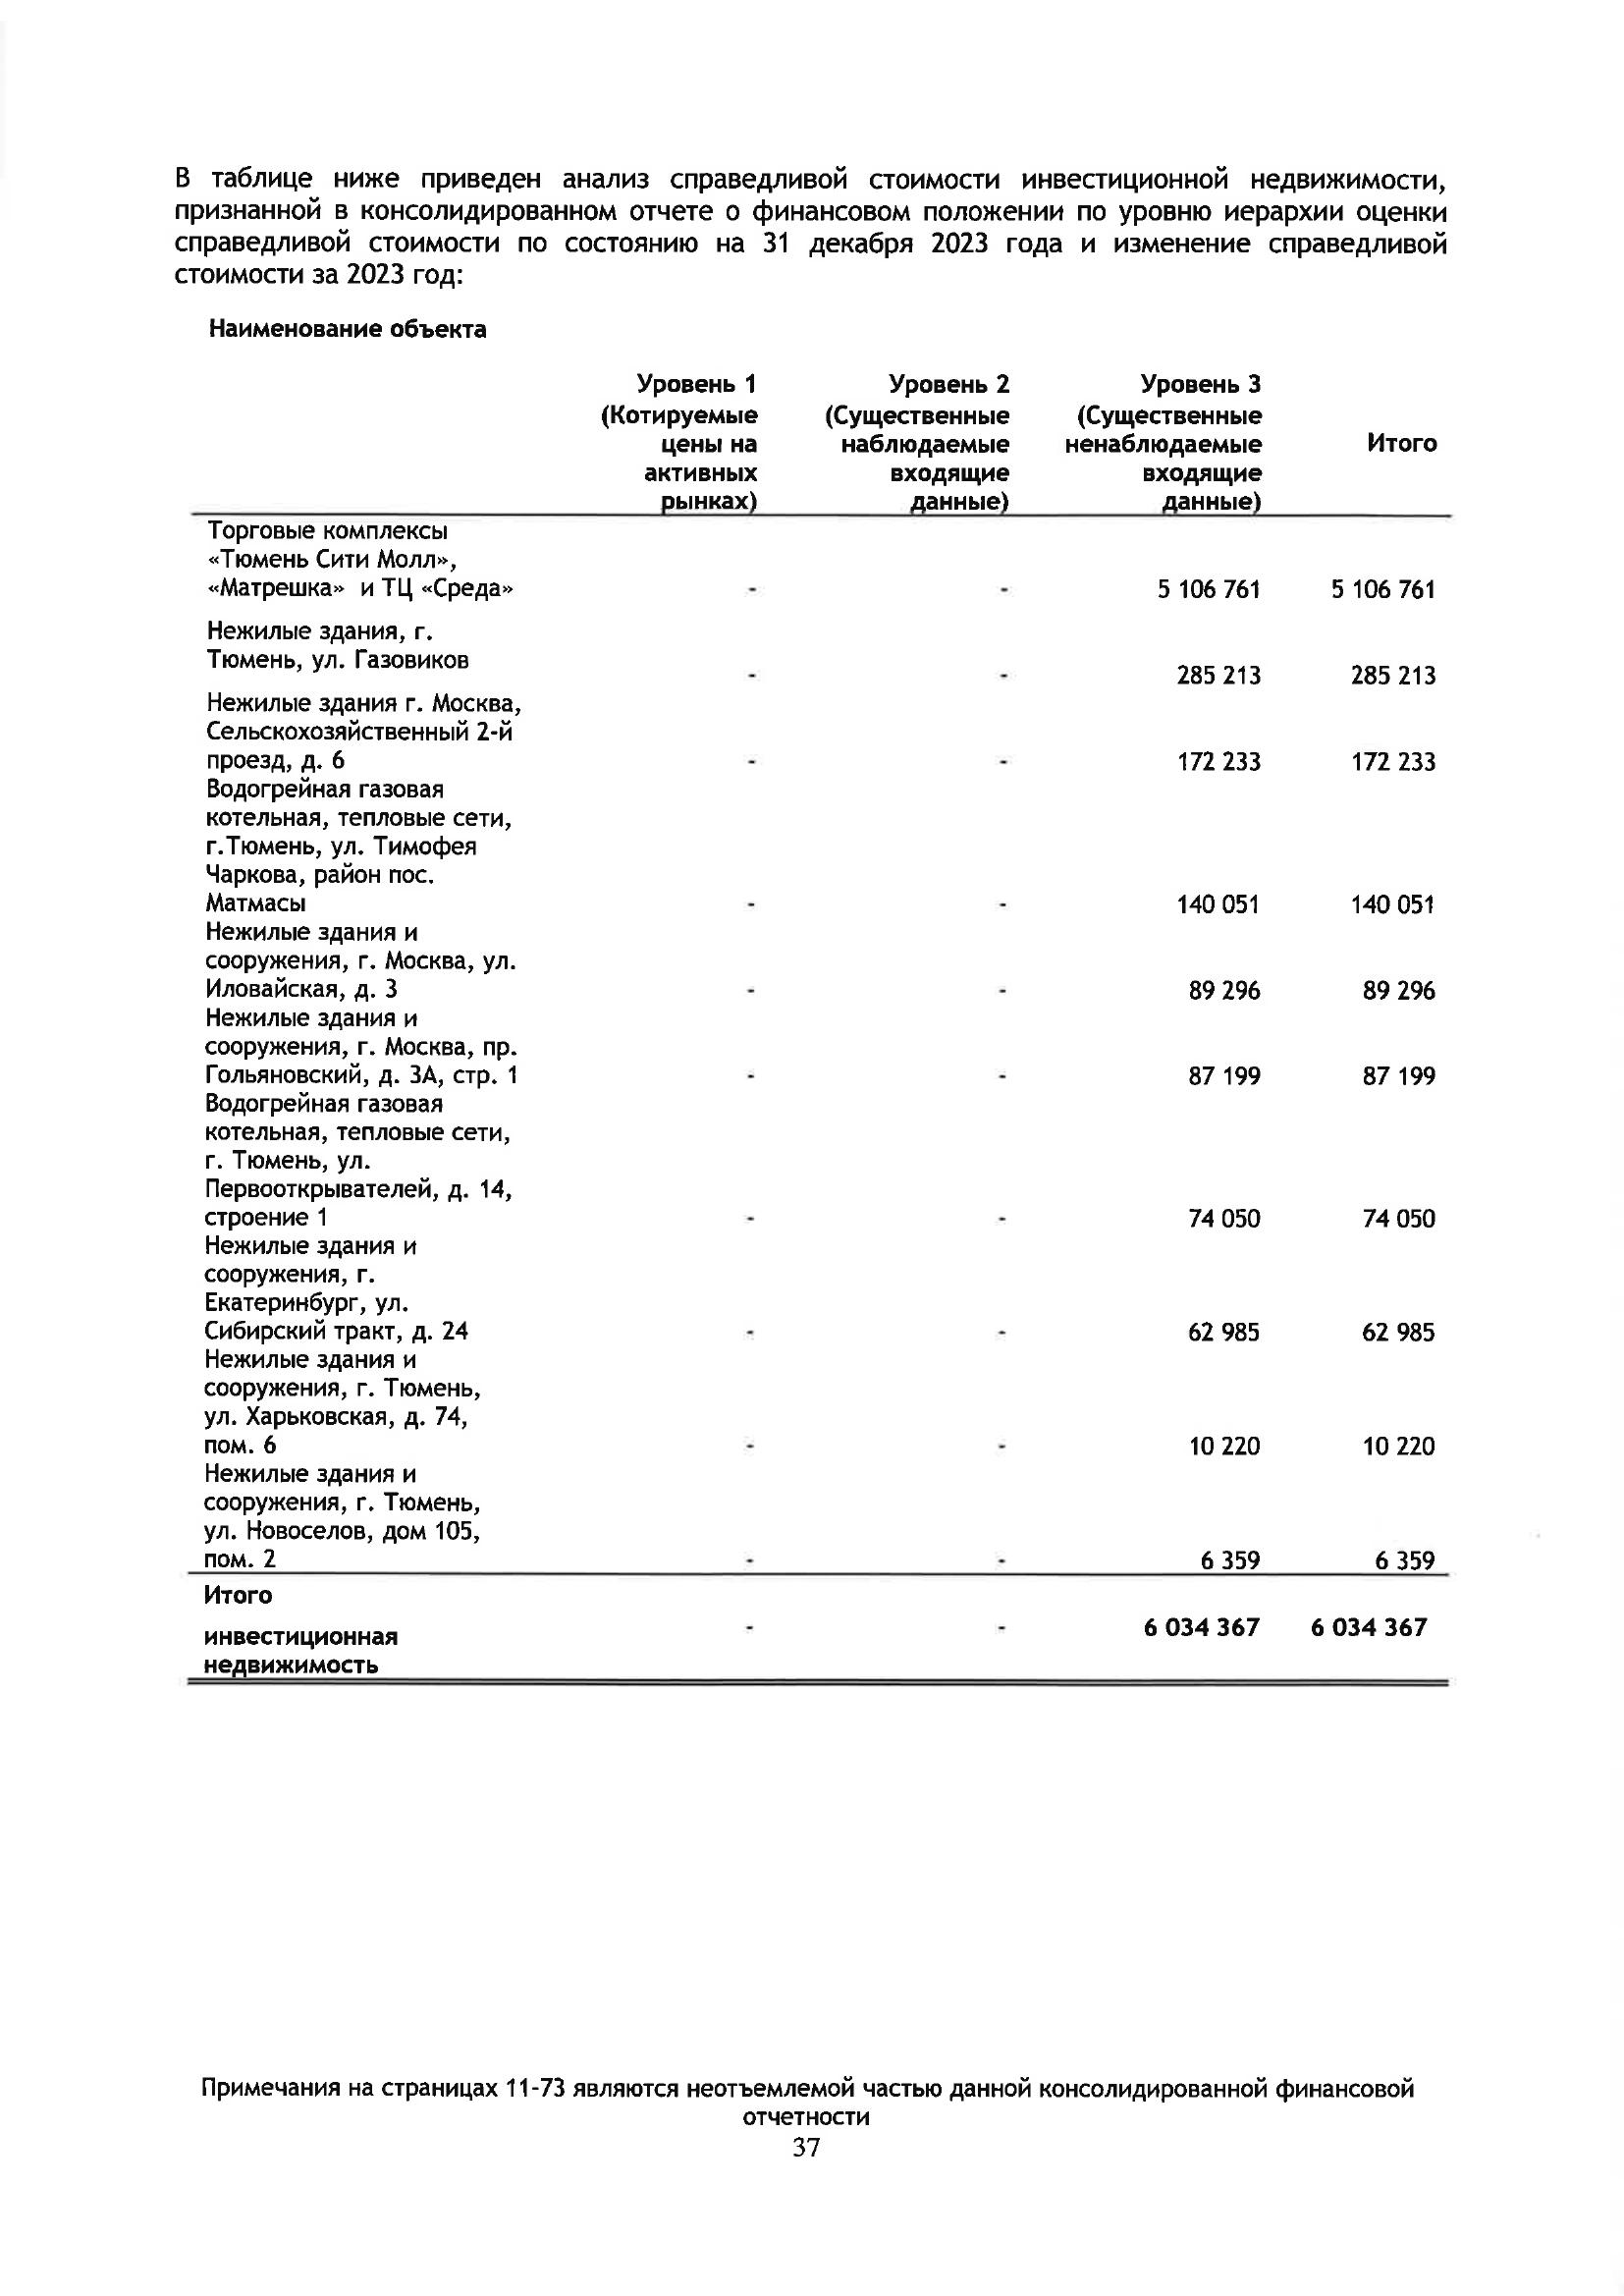 В таблице ниже приведен анализ справедливой стоимости инвестиционной недвижимости,
признанной в консолидированном отчете о финансовом положении по уровню иерархии оценки
справедливой стоимости по состоянию на 31 декабря 2023 года и изменение справедливой
стоимости за 2023 год:
Наименование объекта
Уровень 1 Уровень 2 Уровень 3
(Котируемые (Существенные (Существенные
цены на наблюдаемые ненаблюдаемые Итого
активных входящие входящие
рынках) данные) данные)
Торговые комплексы
«Тюмень Сити Молл»,
«Матрешка» и ТЦ «Среда» - - 5 106 761 5 106 761
Нежилые здания, г.
Тюмень, ул. Газовиков
- - 285 213 285 213
Нежилые здания г. Москва,
Сельскохозяйственный 2-й
проезд, д. 6 - - 172 233 172 233
Водогрейная газовая
котельная, тепловые сети,
г.Тюмень, ул. Тимофея
Чаркова, район пос.
Матмасы - - 140 051 140 051
Нежилые здания и
сооружения, г. Москва, ул.
Иловайская, д. 3 - - 89 296 89 296
Нежилые здания и
сооружения, г. Москва, пр.
Гольяновский, д. 3А, стр. 1 - - 87 199 87 199
Водогрейная газовая
котельная, тепловые сети,
г. Тюмень, ул.
Первооткрывателей, д. 14,
строение 1 - - 74 050 74 050
Нежилые здания и
сооружения, г.
Екатеринбург, ул.
Сибирский тракт, д. 24 - - 62 985 62 985
Нежилые здания и
сооружения, г. Тюмень,
ул. Харьковская, д. 74,
пом. 6 - - 10 220 10 220
Нежилые здания и
сооружения, г. Тюмень,
ул. Новоселов, дом 105,
пом. 2 - - 6 359 6 359
Итого
- - 6 034 367 6 034 367
инвестиционная
недвижимость
Примечания на страницах 11-73 являются неотъемлемой частью данной консолидированной финансовой
отчетности
37